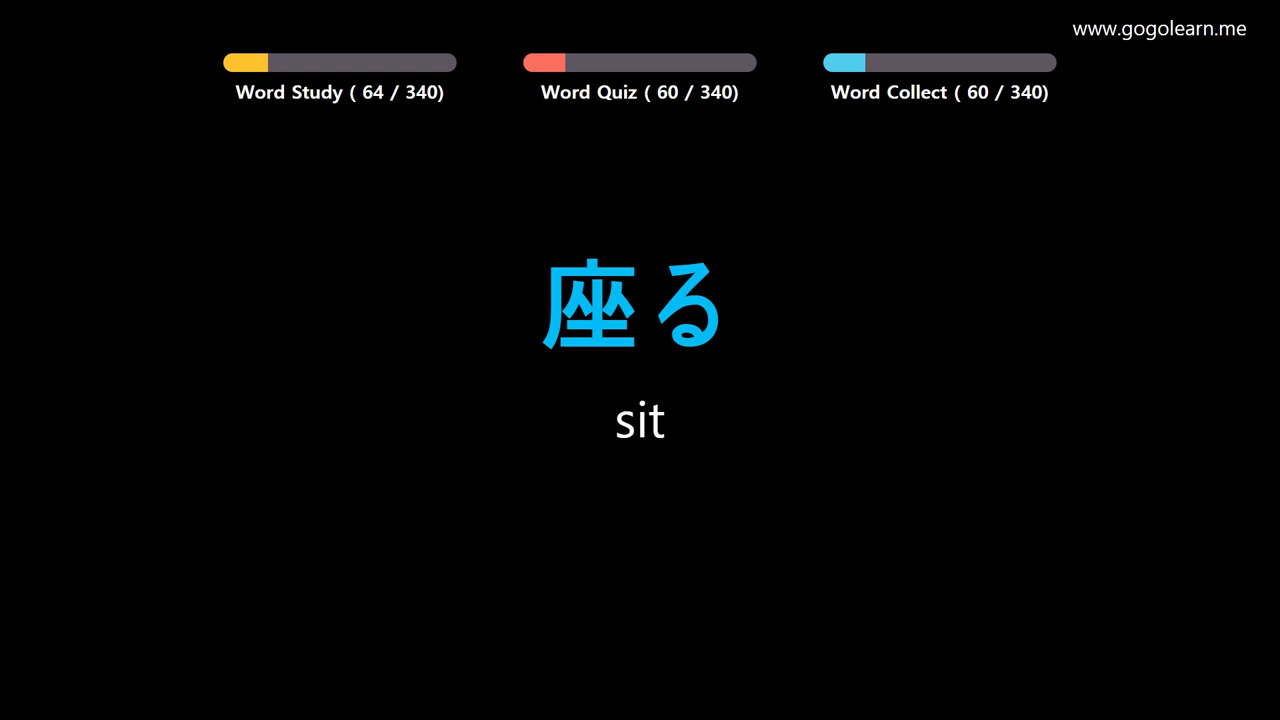 www.gogolearn.me
Word Study ( 64 / 340)
Word Quiz ( 60 / 340)
Word Collect ( 60 / 340)
座る
sit